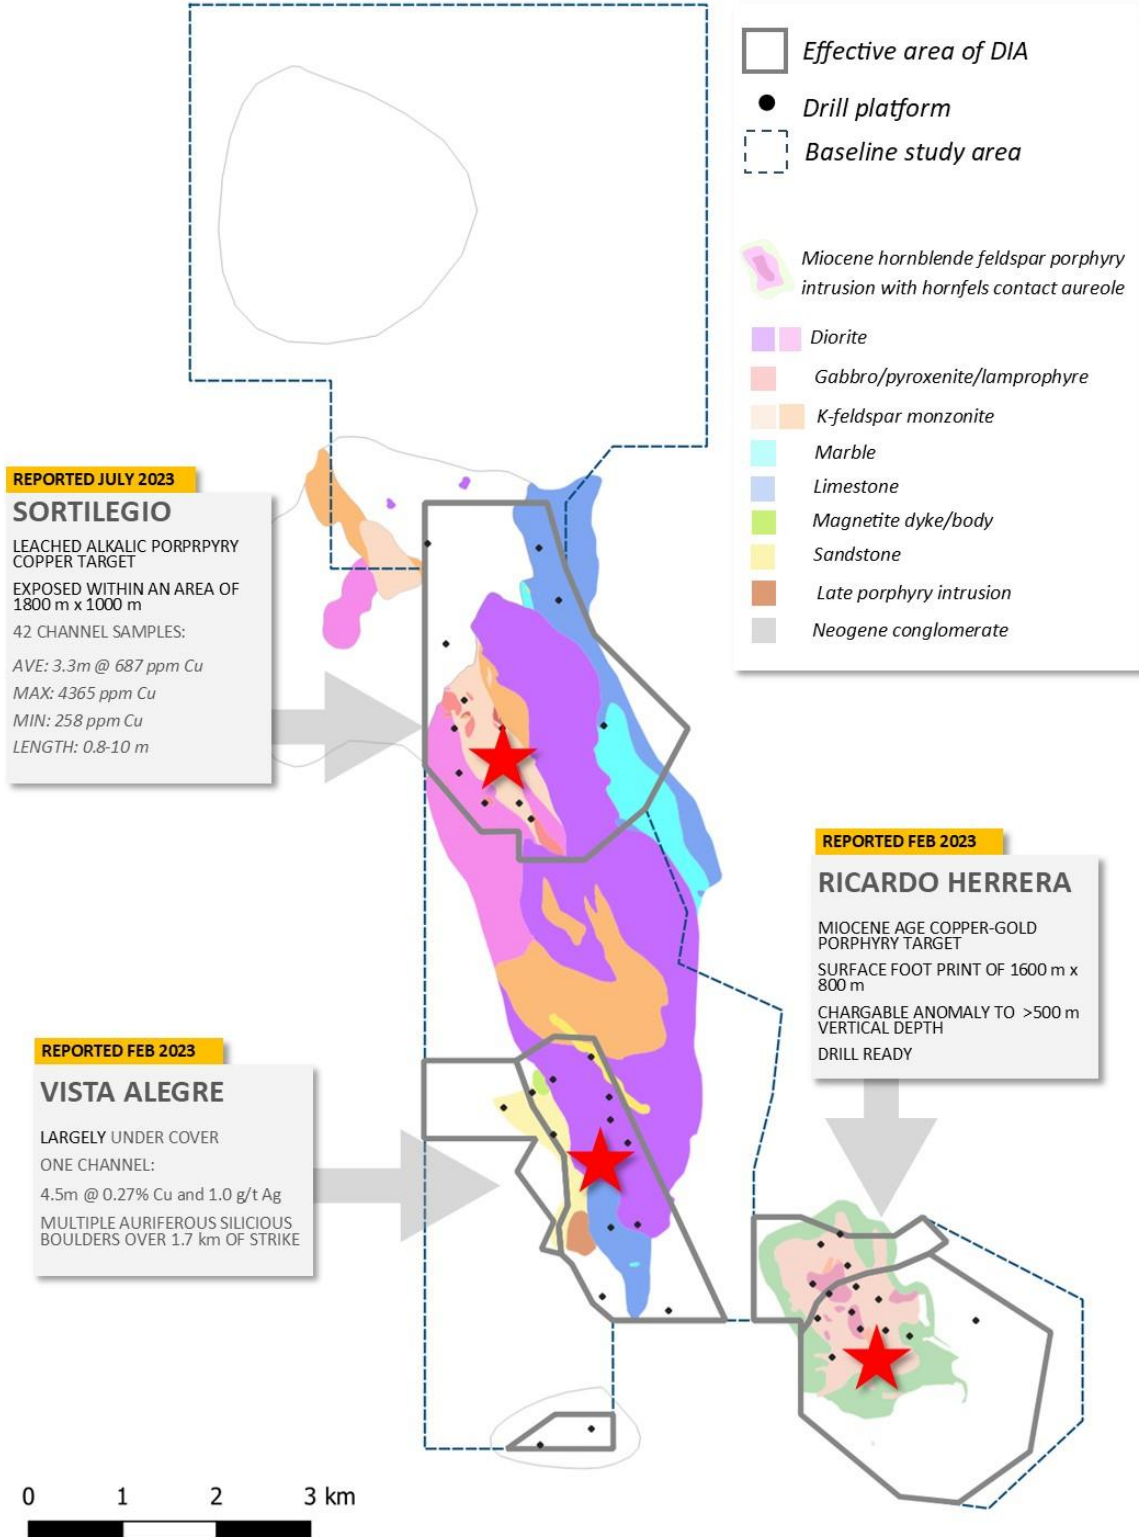 Effective area of DIA
Drill platform
Baseline study area
Miocene hornblende feldspar porphyry
intrusion with hornfels contact aureole
Diorite
Gabbro/pyroxenite/lamprophyre
K-feldspar monzonite
Marble
Limestone
Magnetite dyke/body
Sandstone
Late porphyry intrusion
Neogene conglomerate
REPORTED JULY 2023
SORTILEGIO
LEACHED ALKALIC PORPRPYRY
COPPER TARGET
EXPOSED WITHIN AN AREA OF
1800 m x 1000 m
42 CHANNEL SAMPLES:
AVE: 3.3m @ 687 ppm Cu
MAX: 4365 ppm Cu
MIN: 258 ppm Cu
LENGTH: 0.8-10 m
REPORTED FEB 2023
RICARDO HERRERA
MIOCENE AGE COPPER-GOLD
PORPHYRY TARGET
SURFACE FOOT PRINT OF 1600 m x
800 m
CHARGABLE ANOMALY TO >500 m
VERTICAL DEPTH
DRILL READY
REPORTED FEB 2023
VISTA ALEGRE
LARGELY UNDER COVER
ONE CHANNEL:
4.5m @ 0.27% Cu and 1.0 g/t Ag
MULTIPLE AURIFEROUS SILICIOUS
BOULDERS OVER 1.7 km OF STRIKE
0 1 2 3 km